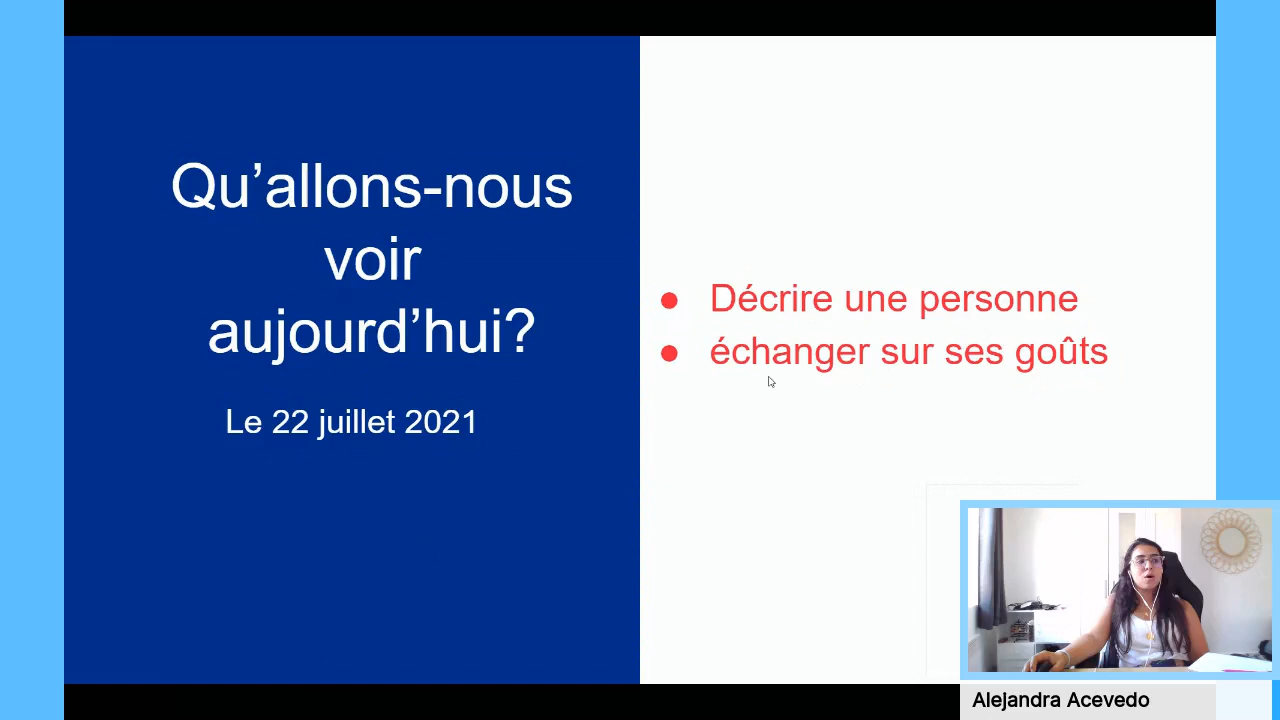 Qu’allons-nous
voir
aujourd’hui?
Le 22 juillet 2021
● Décrire une personne
● échanger sur ses goûts
Alejandra Acevedo